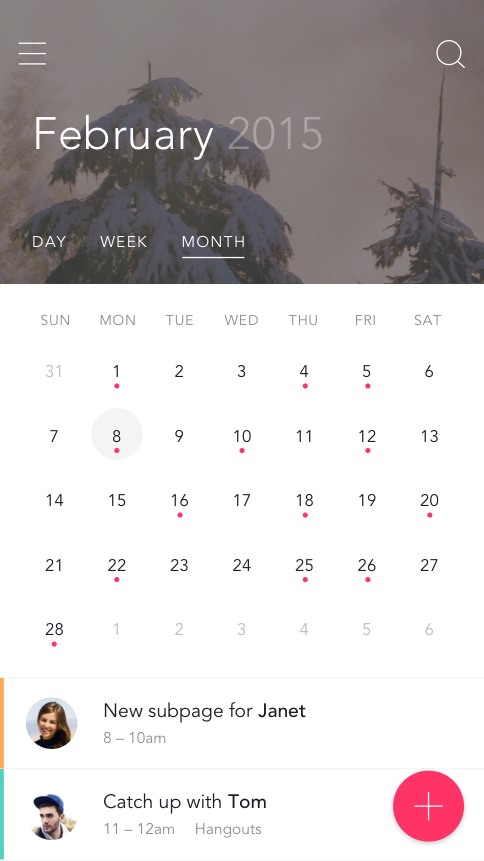 February 2015
DAY WEEK MONTH
SUN MON TUE WED THU FRI SAT
31 1 2 3 4 5 6
7 8 9 10 11 12 13
14 15 16 17 18 19 20
21 22 23 24 25 26 27
28 1 2 3 4 5 6
New subpage for Janet
8 – 10am
Catch up with Tom
11 – 12am Hangouts